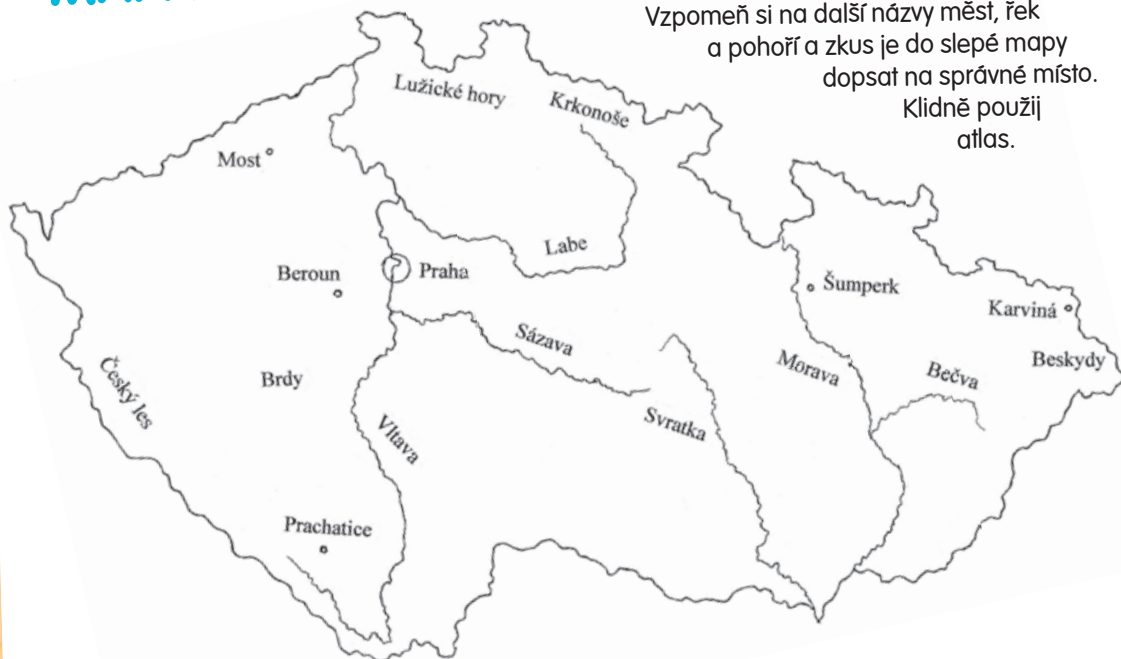 Vzpomeň si na další názvy měst, řek
a pohoří a zkus je do slepé mapy
dopsat na správné místo.
Klidně použij
atlas.
Lužické hory
Krkonoše
Most
Labe
Beroun
Praha
Šumperk
Karviná
Sázava
Beskydy
Morava
Bečva
Český les
Brdy
Svratka
Vltava
Prachatice